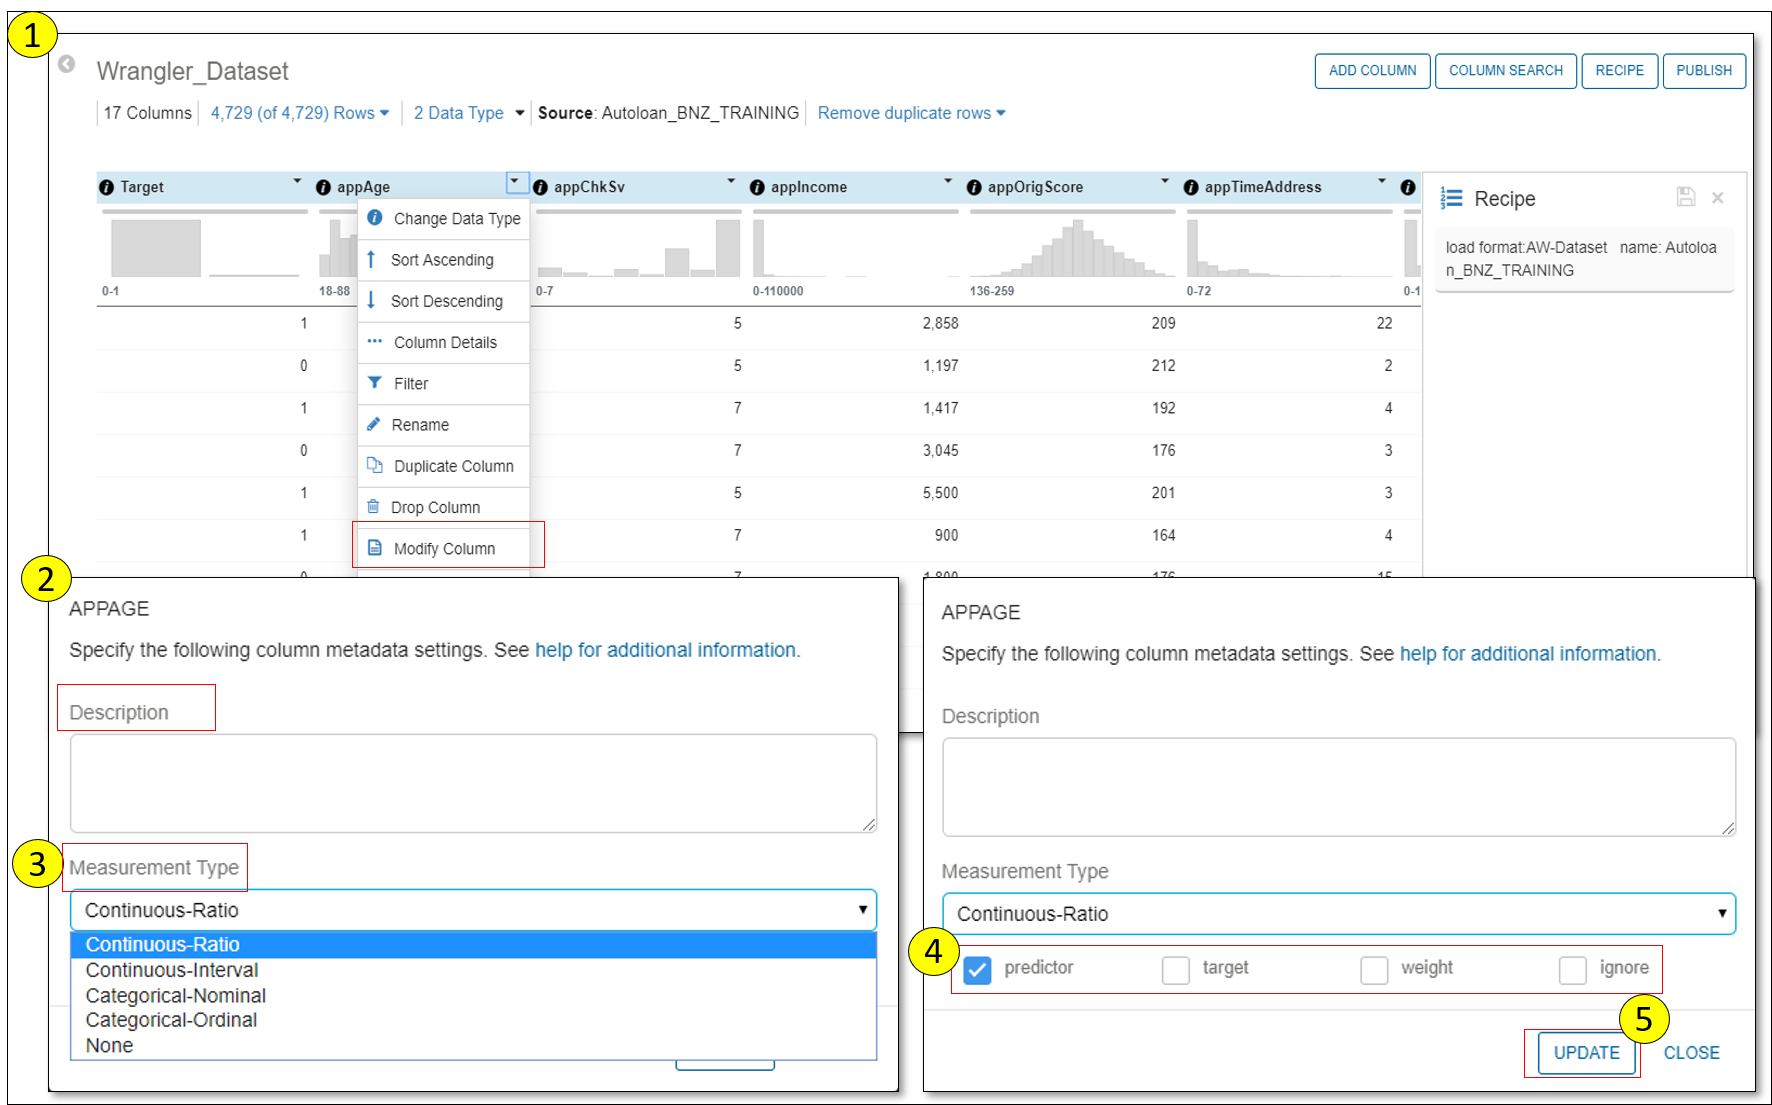 1
Wrangler_Dataset
ADD COLUMN COLUMN SEARCH RECIPE PUBLISH
17 Columns 4,729 (of 4,729) Rows 2 Data Type Source: Autoloan_BNZ_TRAINING Remove duplicate rows
Target appAge appChkSv appIncome appOrigScore appTimeAddress
0-1 18-88 0-7 0-110000 136-259 0-72 0-1
1 5 2,858 209 22
0 5 1,197 212 2
1 7 1,417 192 4
0 7 3,045 176 3
1 5 5,500 201 3
1 7 900 164 4
Change Data Type
Sort Ascending
Sort Descending
Column Details
Filter
Rename
Duplicate Column
Drop Column
Modify Column
Recipe
load format:AW-Dataset name: Autoloa
n_BNZ_TRAINING
2
APPAGE
Specify the following column metadata settings. See help for additional information.
Description
3
Measurement Type
Continuous-Ratio
Continuous-Ratio
Continuous-Interval
Categorical-Nominal
Categorical-Ordinal
None
APPAGE
Specify the following column metadata settings. See help for additional information.
Description
Measurement Type
Continuous-Ratio
4
predictor target weight ignore
5
UPDATE CLOSE